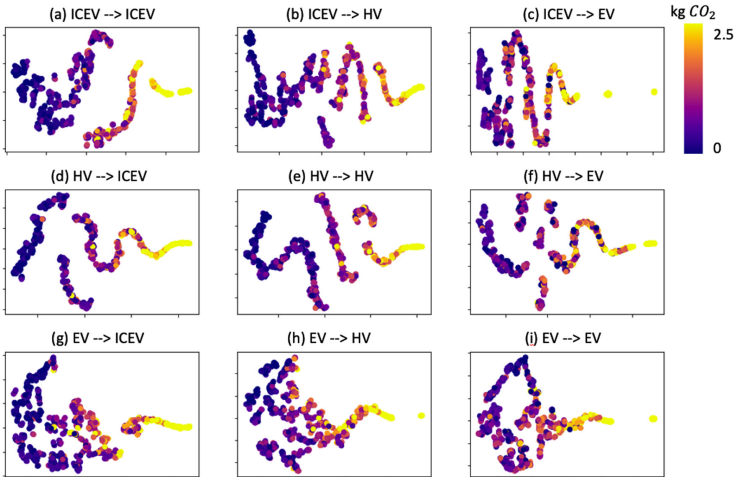 (a) ICEV --> ICEV
(b) ICEV --> HV
(c) ICEV --> EV
kg CO₂
2.5
0
(d) HV --> ICEV
(e) HV --> HV
(f) HV --> EV
(g) EV --> ICEV
(h) EV --> HV
(i) EV --> EV